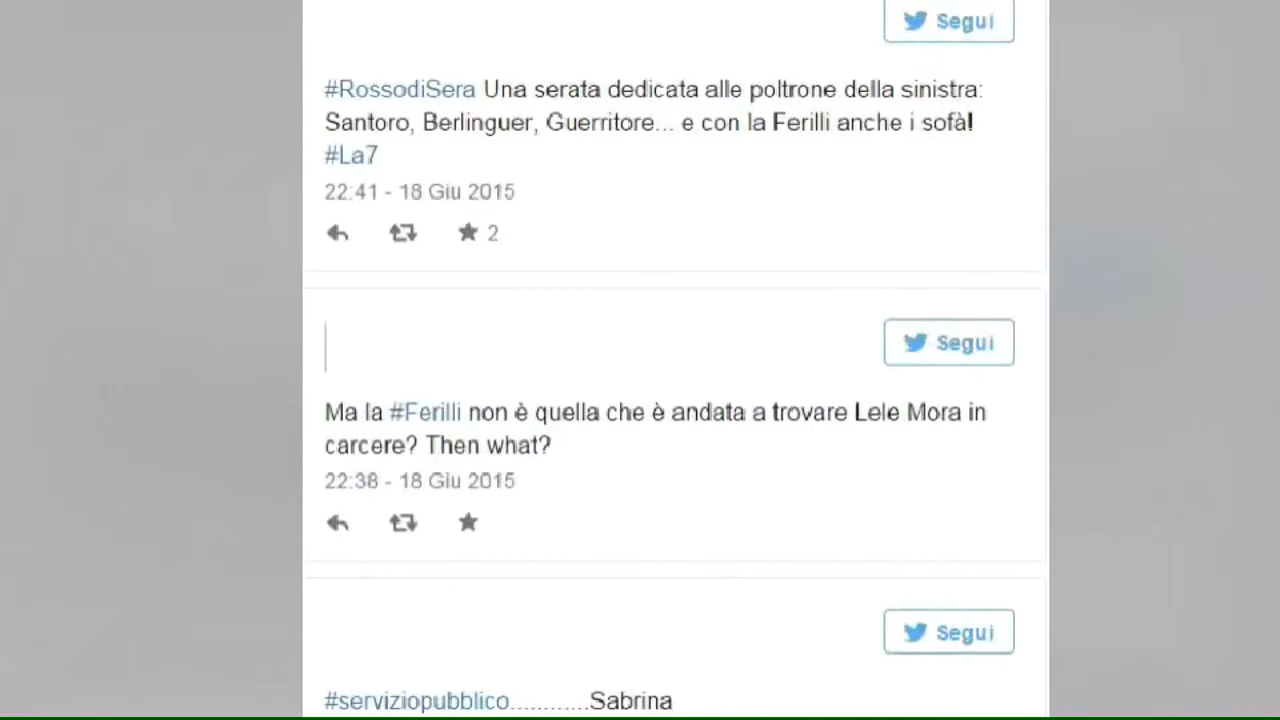 Segui
#RossodiSera Una serata dedicata alle poltrone della sinistra:
Santoro, Berlinguer, Guerritore... e con la Ferilli anche i sofà!
#La7
22:41 - 18 Giu 2015
2
Segui
Ma la #Ferilli non è quella che è andata a trovare Lele Mora in
carcere? Then what?
22:38 - 18 Giu 2015
Segui
#serviziopubblico............Sabrina